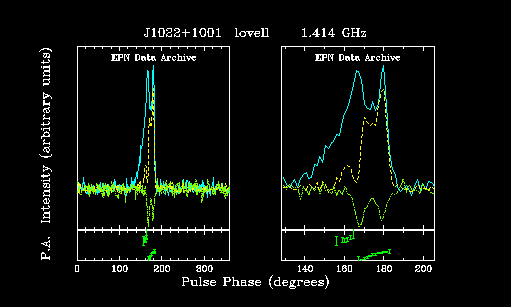 J1022+1001 lovell 1.414 GHz
EPN Data Archive EPN Data Archive
P.A. Intensity (arbitrary units)
0 100 200 300 140 160 180 200
Pulse Phase (degrees)